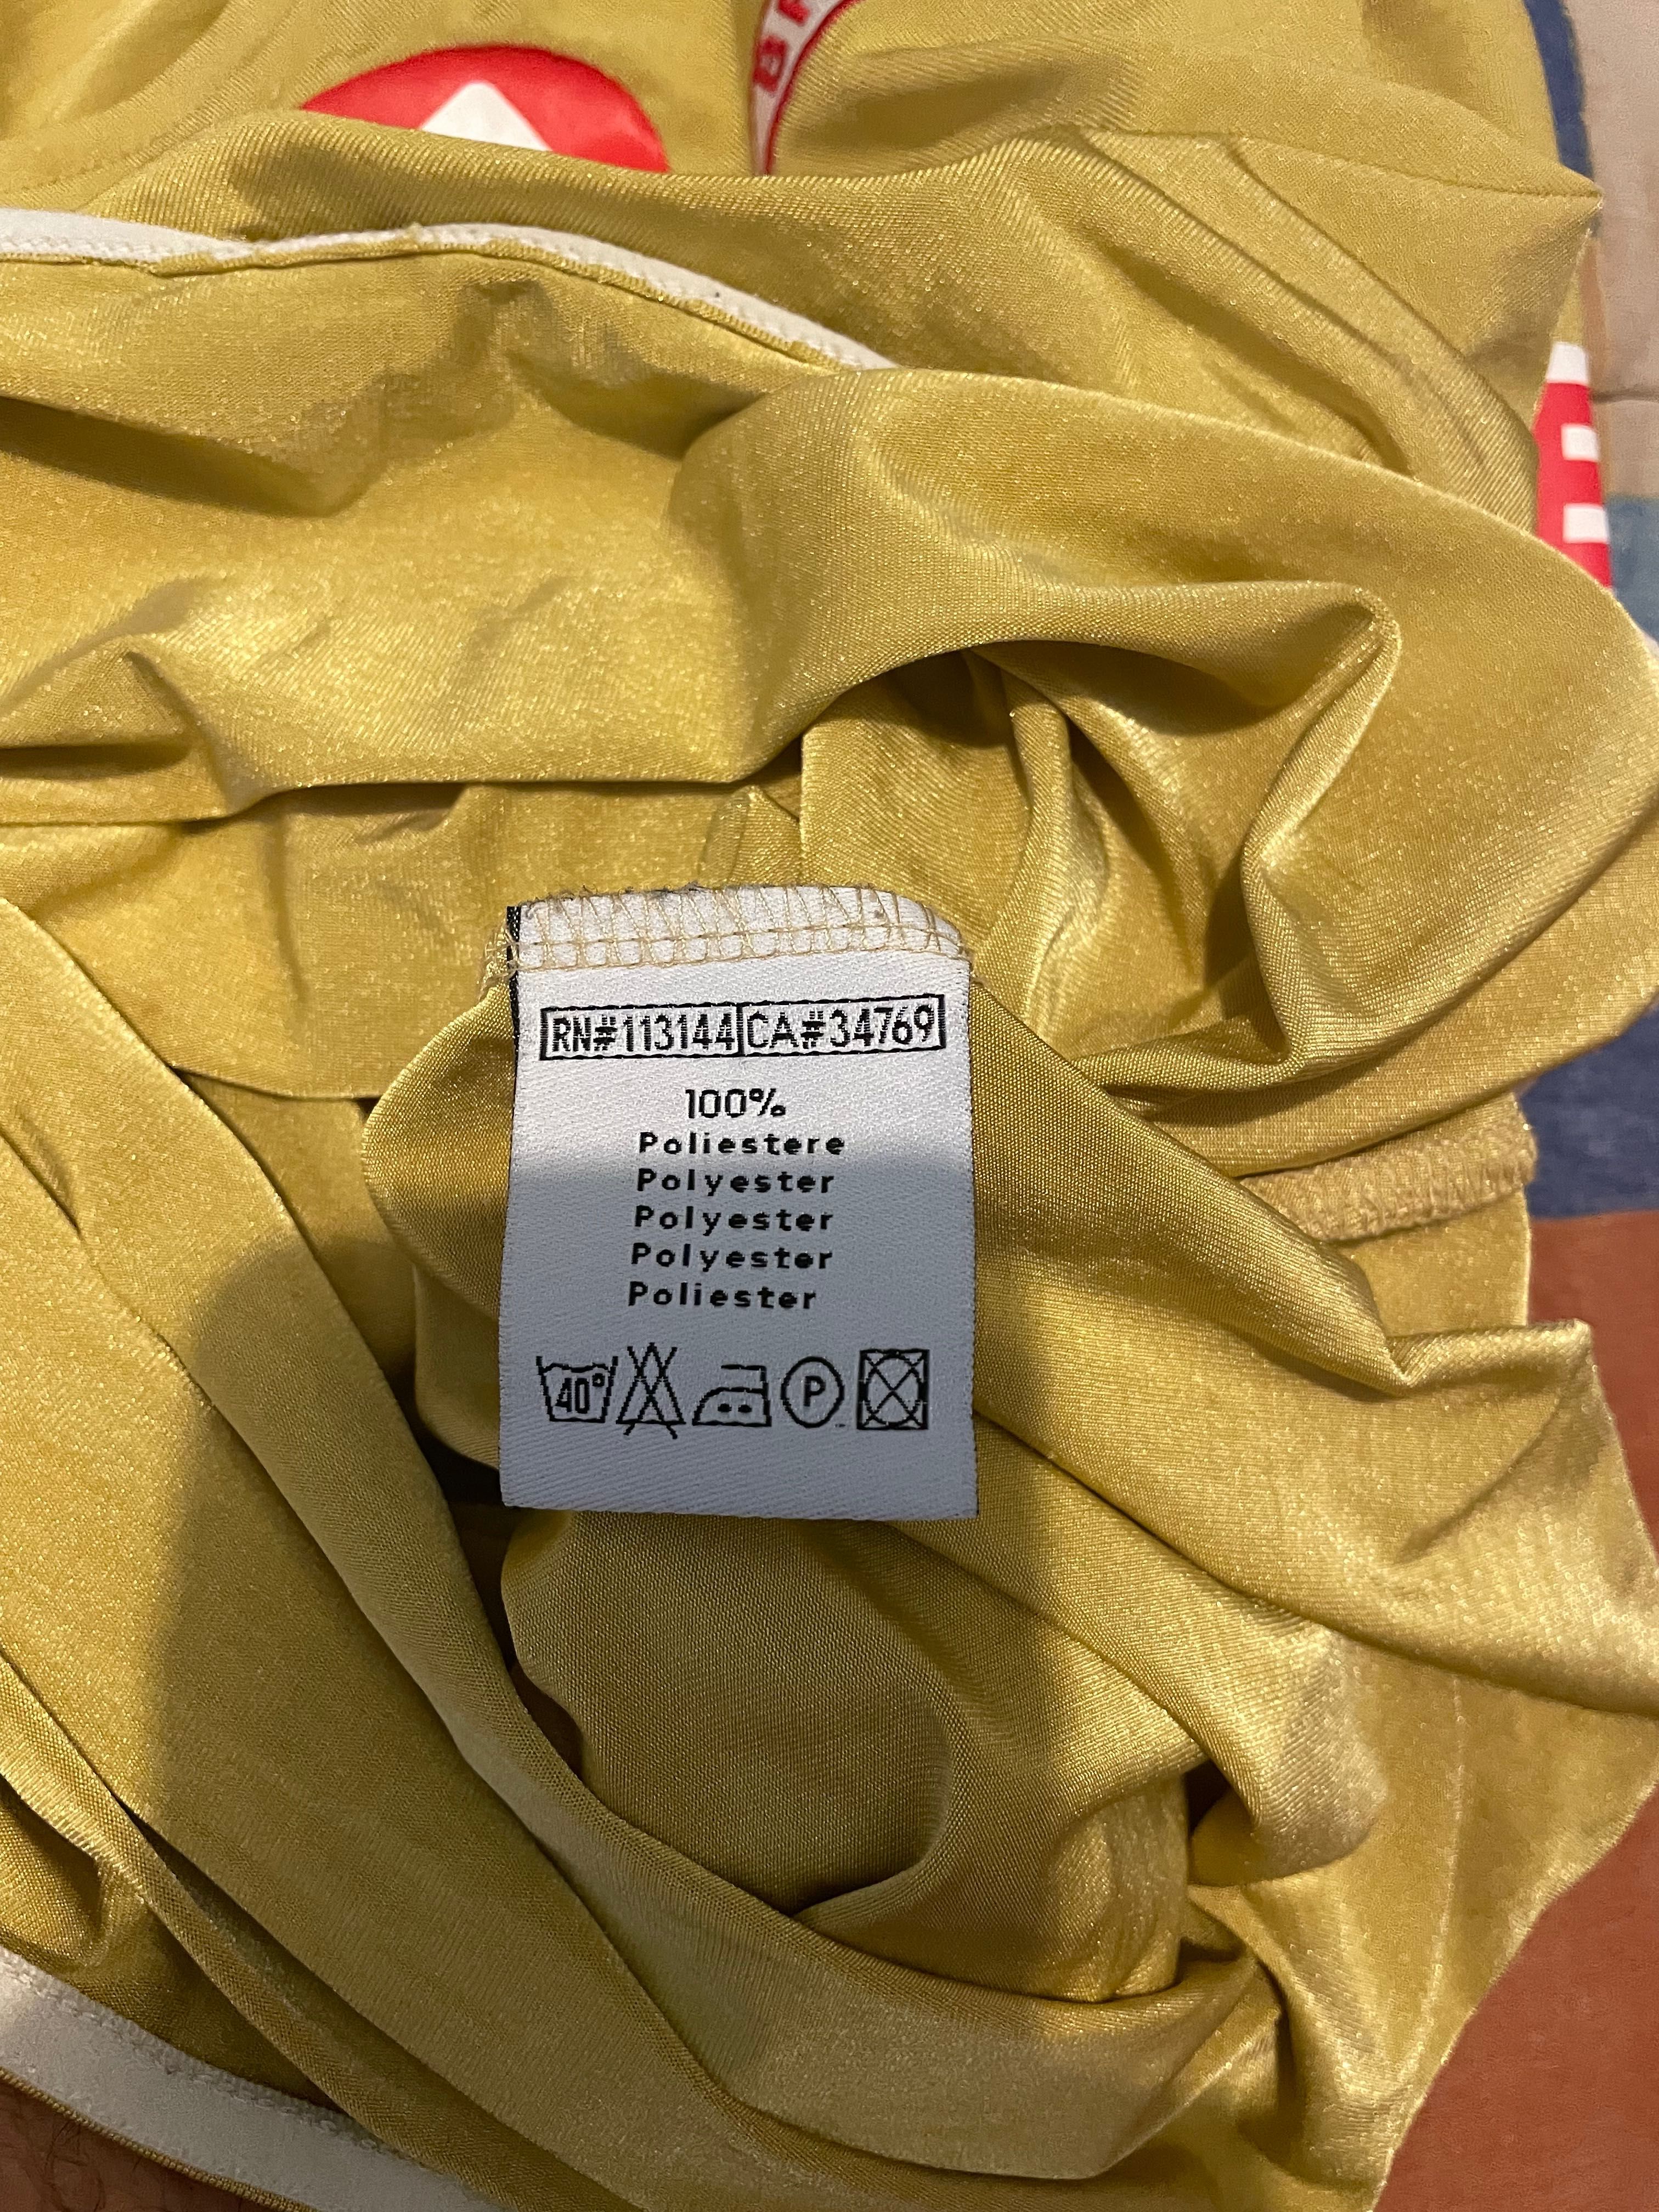 RN#113144 CA#34769
100%
Poliestere
Polyester
Polyester
Polyester
Poliester
40° P